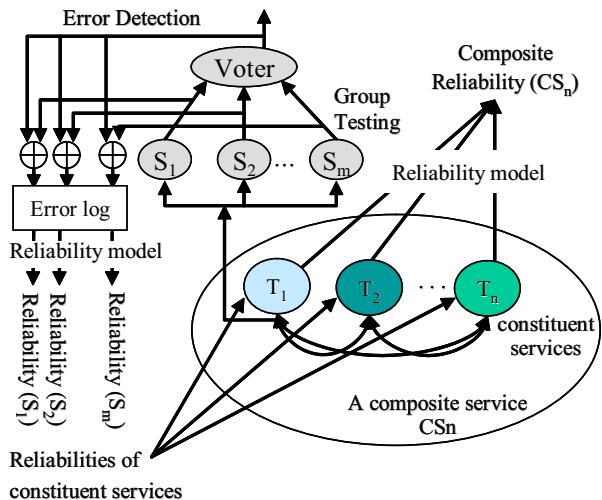 Error Detection
Voter
Composite
Reliability (CSn)
Group
Testing
S1
S2
...
Sm
Reliability model
Error log
Reliability model
T1
T2
...
Tn
constituent
services
Reliability (S1)
Reliability (S2)
Reliability (Sm)
A composite service
CSn
Reliabilities of
constituent services